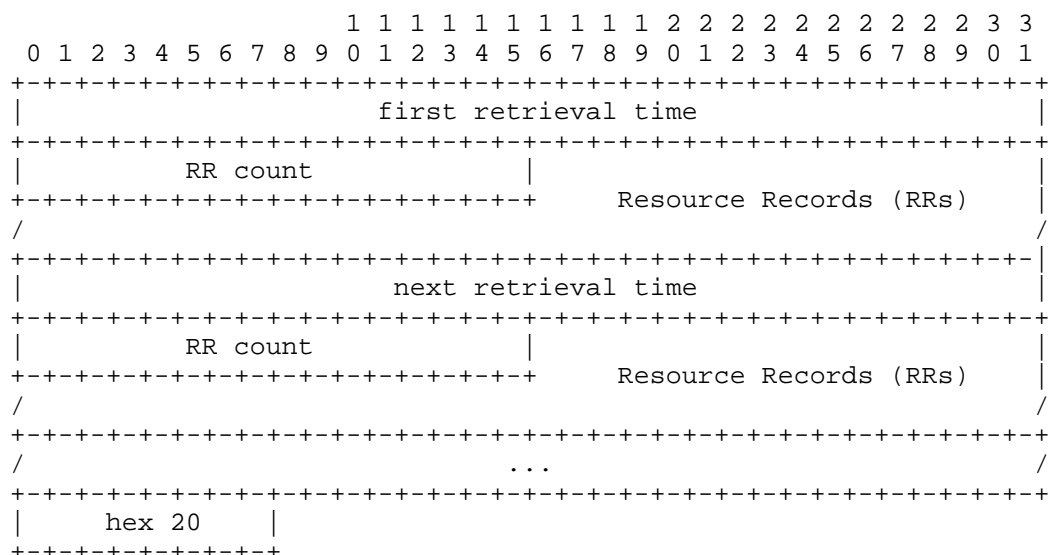 1 1 1 1 1 1 1 1 1 1 2 2 2 2 2 2 2 2 2 2 3 3
0 1 2 3 4 5 6 7 8 9 0 1 2 3 4 5 6 7 8 9 0 1 2 3 4 5 6 7 8 9 0 1
+-+-+-+-+-+-+-+-+-+-+-+-+-+-+-+-+-+-+-+-+-+-+-+-+-+-+-+-+-+-+-+-+
| first retrieval time |
+-+-+-+-+-+-+-+-+-+-+-+-+-+-+-+-+-+-+-+-+-+-+-+-+-+-+-+-+-+-+-+-+
| RR count | |
+-+-+-+-+-+-+-+-+-+-+-+-+-+-+-+-+ Resource Records (RRs) |
/ /
+-+-+-+-+-+-+-+-+-+-+-+-+-+-+-+-+-+-+-+-+-+-+-+-+-+-+-+-+-+-+-+-|
| next retrieval time |
+-+-+-+-+-+-+-+-+-+-+-+-+-+-+-+-+-+-+-+-+-+-+-+-+-+-+-+-+-+-+-+-+
| RR count | |
+-+-+-+-+-+-+-+-+-+-+-+-+-+-+-+-+ Resource Records (RRs) |
/ /
+-+-+-+-+-+-+-+-+-+-+-+-+-+-+-+-+-+-+-+-+-+-+-+-+-+-+-+-+-+-+-+-+
/ ... /
+-+-+-+-+-+-+-+-+-+-+-+-+-+-+-+-+-+-+-+-+-+-+-+-+-+-+-+-+-+-+-+-+
| hex 20 |
+-+-+-+-+-+-+-+-+